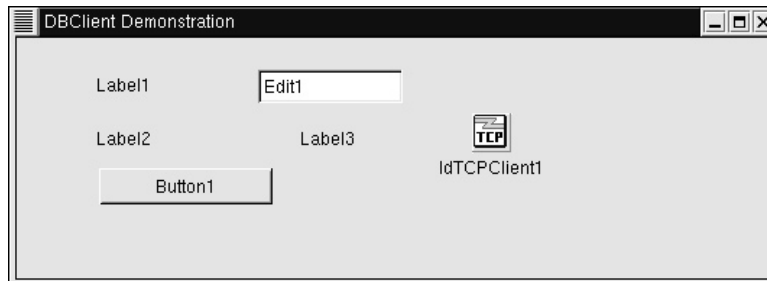 DBClient Demonstration
Label1 Edit1
Label2 Label3
TCP
IdTCPClient1
Button1